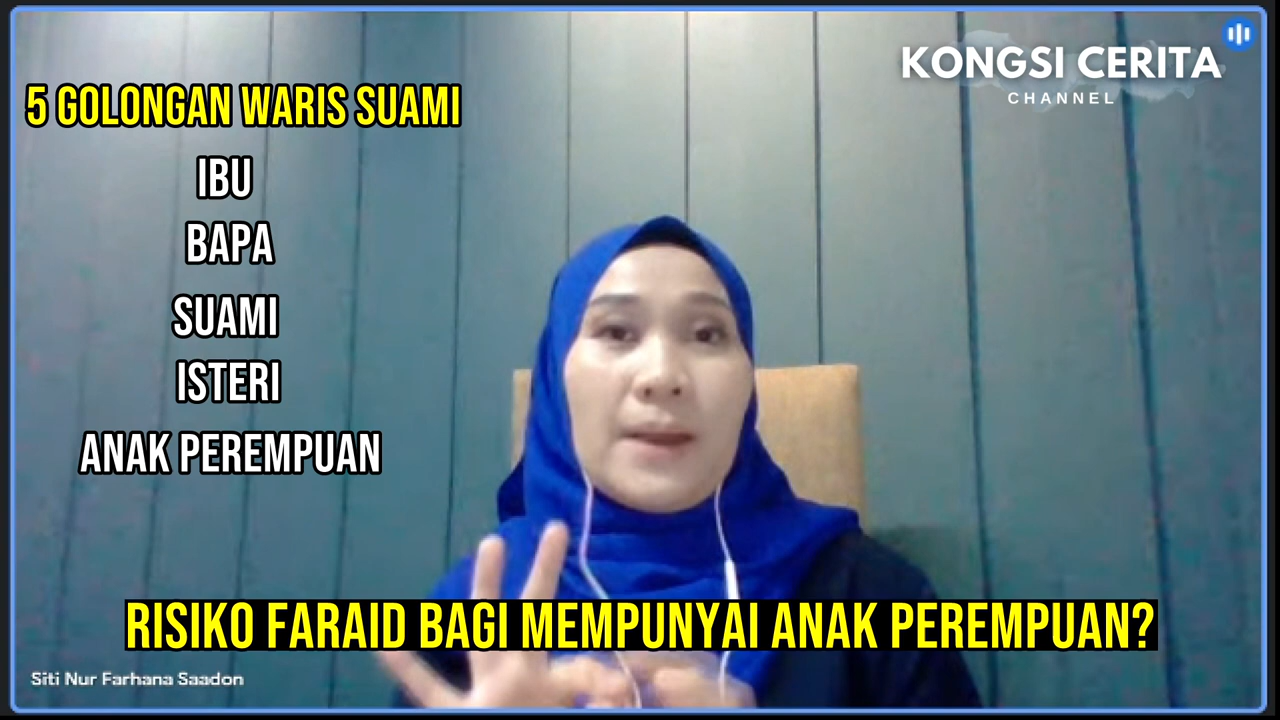 KONGSI CERITA
CHANNEL
5 GOLONGAN WARIS SUAMI
IBU
BAPA
SUAMI
ISTERI
ANAK PEREMPUAN
RISIKO FARAID BAGI MEMPUNYAI ANAK PEREMPUAN?
Siti Nur Farhana Saadon